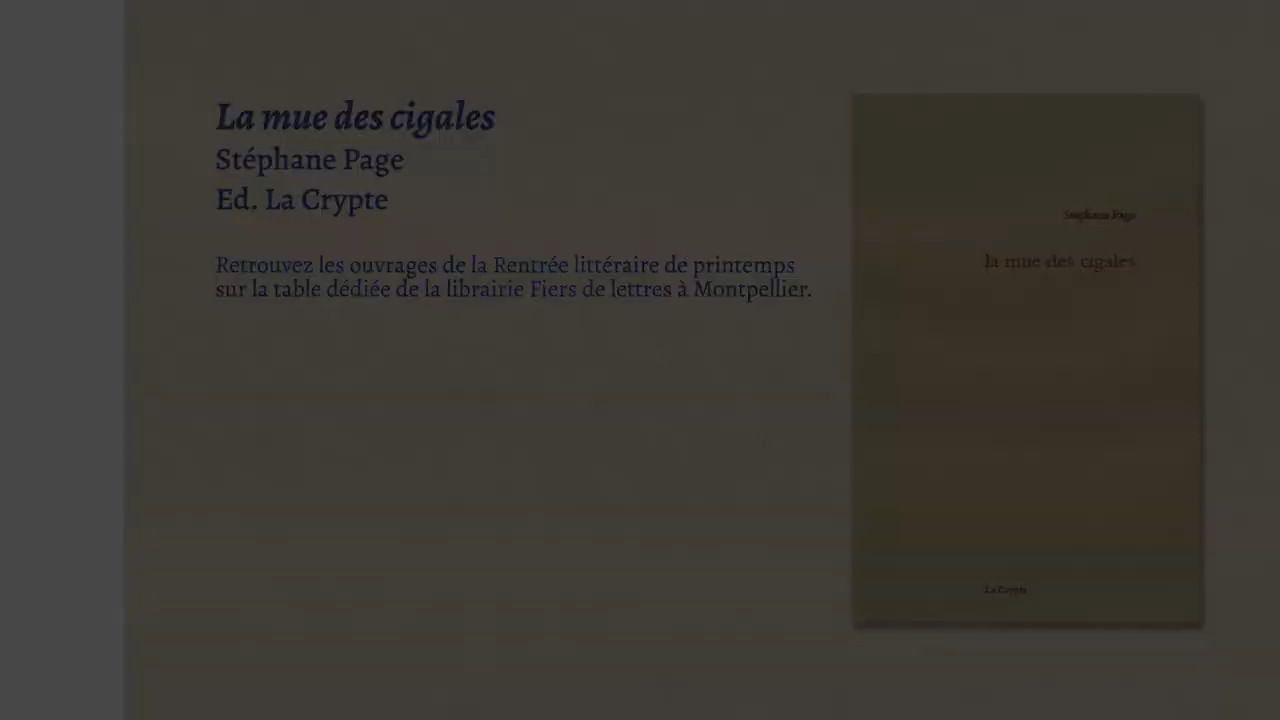 La mue des cigales
Stéphane Page
Ed. La Crypte
Retrouvez les ouvrages de la Rentrée littéraire de printemps
sur la table dédiée de la librairie Fiers de lettres à Montpellier.
Stéphane Page
la mue des cigales
La Crypte